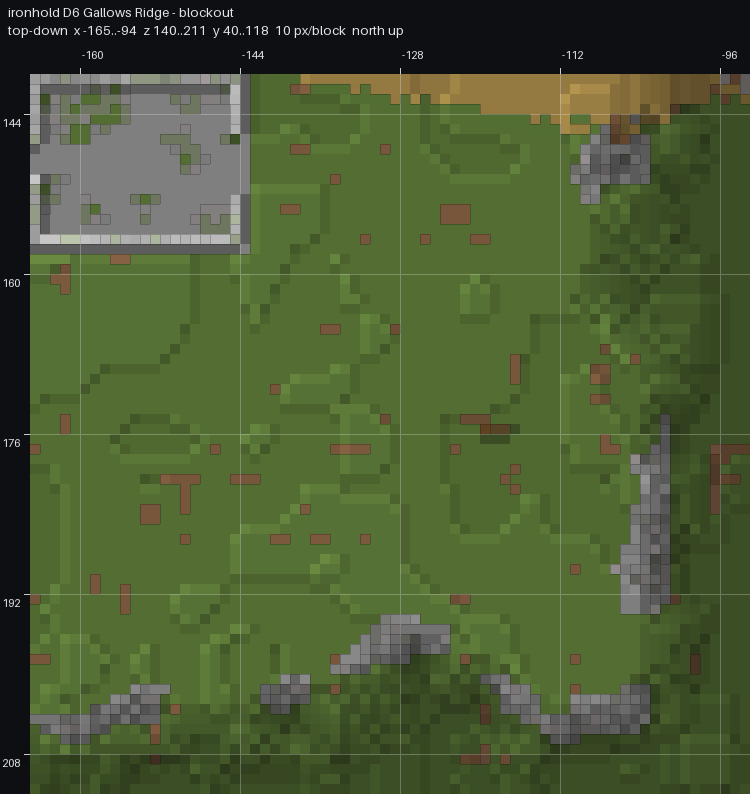 ironhold D6 Gallows Ridge - blockout
top-down  x -165..-94  z 140..211  y 40..118  10 px/block  north up
-160 -144 -128 -112 -96
144
160
176
192
208